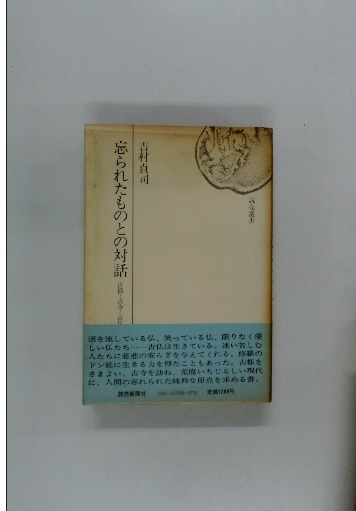 読売選書
吉村貞司
忘られたものとの対話
涙を流している仏、笑っている仏、限りなく優
しい仏たち……古仏は生きている。迷い苦しむ
人たちに慈悲の安らぎを与えてくれる。修羅の
ドン底に生きる力を得たこともあった。古都を
さまよい、古寺を訪ね、荒廃いちじるしい現代
に、人間の忘れられた純粋な原点を求める書。
読売新聞社
定価1200円